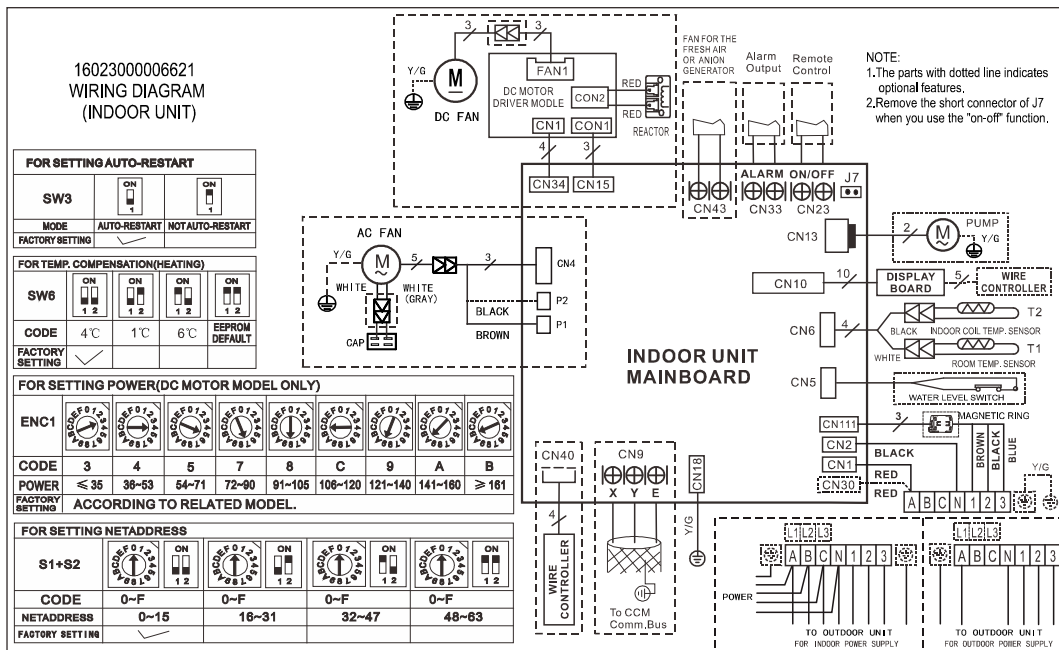 16023000006621
WIRING DIAGRAM
(INDOOR UNIT)
FOR SETTING AUTO-RESTART
SW3
ON
1
ON
1
MODE AUTO-RESTART NOT AUTO-RESTART
FACTORY SETTING
FOR TEMP. COMPENSATION(HEATING)
SW6
ON ON ON ON
1 2 1 2 1 2 1 2
CODE 4℃ 1℃ 6℃ EEPROM DEFAULT
FACTORY SETTING
FOR SETTING POWER(DC MOTOR MODEL ONLY)
ENC1
CODE 3 4 5 7 8 C 9 A B
POWER ≤ 35 36~53 54~71 72~90 91~105 106~120 121~140 141~160 ≥ 161
FACTORY SETTING ACCORDING TO RELATED MODEL.
FOR SETTING NETADDRESS
S1+S2
ON ON ON ON
1 2 1 2 1 2 1 2
CODE 0~F 0~F 0~F 0~F
NETADDRESS 0~15 16~31 32~47 48~63
FACTORY SETTING
3 3
Y/G
M
DC FAN
FAN1
DC MOTOR
DRIVER MODLE
CON2
RED
RED
REACTOR
CN1 CON1
4 3
CN34 CN15
AC FAN
Y/G
M
~
5
3
WHITE
WHITE
(GRAY)
CAP
BLACK
BROWN
CN4
P2
P1
FAN FOR THE
FRESH AIR
OR ANION
GENERATOR
Alarm
Output
Remote
Control
ALARM ON/OFF J7
CN43 CN33 CN23
NOTE:
1.The parts with dotted line indicates
optional features.
2.Remove the short connector of J7
when you use the "on-off" function.
INDOOR UNIT
MAINBOARD
CN13
2
M
~
PUMP
Y/G
CN10
10
DISPLAY
BOARD
5
WIRE
CONTROLLER
CN6
4
BLACK
T2
INDOOR COIL TEMP. SENSOR
WHITE
T1
ROOM TEMP. SENSOR
CN5
WATER LEVEL SWITCH
CN111
3
MAGNETIC RING
CN2
BLACK
CN1
RED
CN30
RED
BROWN
BLACK
BLUE
Y/G
A B C N 1 2 3
CN40
4
WIRE
CONTROLLER
CN9
X Y E
To CCM
Comm.Bus
CN18
Y/G
L1 L2 L3
A B C N 1 2 3
POWER
TO OUTDOOR UNIT
FOR INDOOR POWER SUPPLY
L1 L2 L3
A B C N 1 2 3
TO OUTDOOR UNIT
FOR OUTDOOR POWER SUPPLY